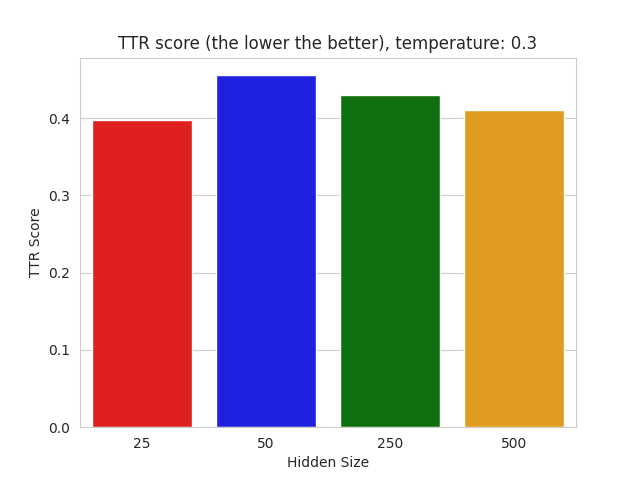 TTR score (the lower the better), temperature: 0.3
TTR Score
0.4
0.3
0.2
0.1
0.0
25 50 250 500
Hidden Size